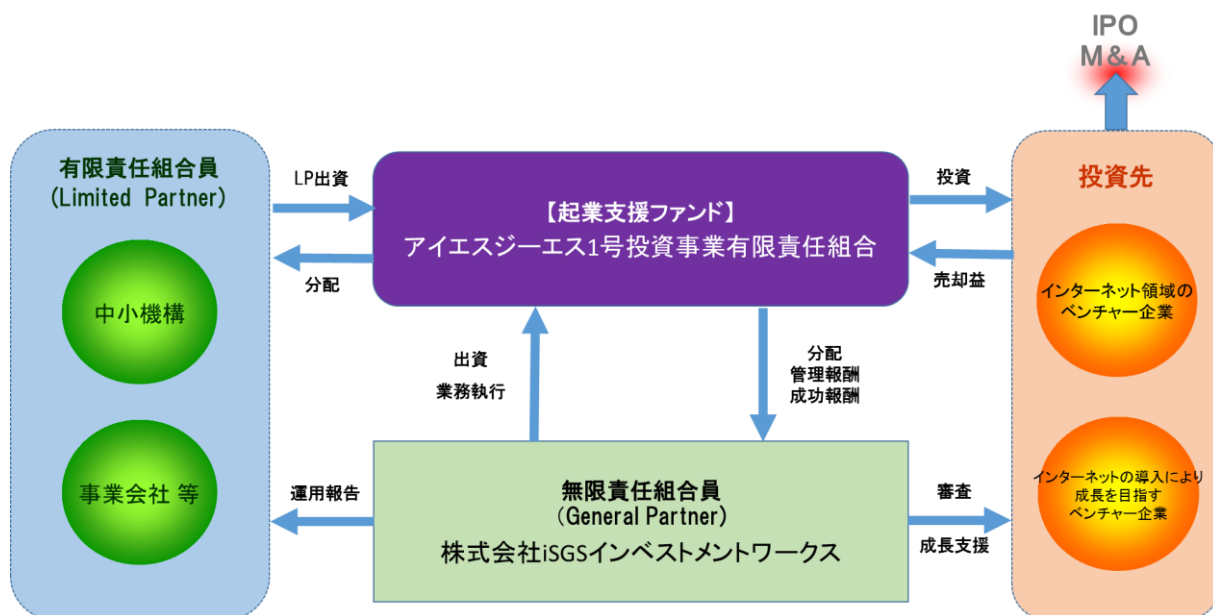 IPO
M&A
有限責任組合員
(Limited Partner)
中小機構
事業会社 等
LP出資
分配
【起業支援ファンド】
アイエスジーエス1号投資事業有限責任組合
投資
売却益
出資
業務執行
分配
管理報酬
成功報酬
運用報告
無限責任組合員
(General Partner)
株式会社iSGSインベストメントワークス
審査
成長支援
投資先
インターネット領域の
ベンチャー企業
インターネットの導入により
成長を目指す
ベンチャー企業